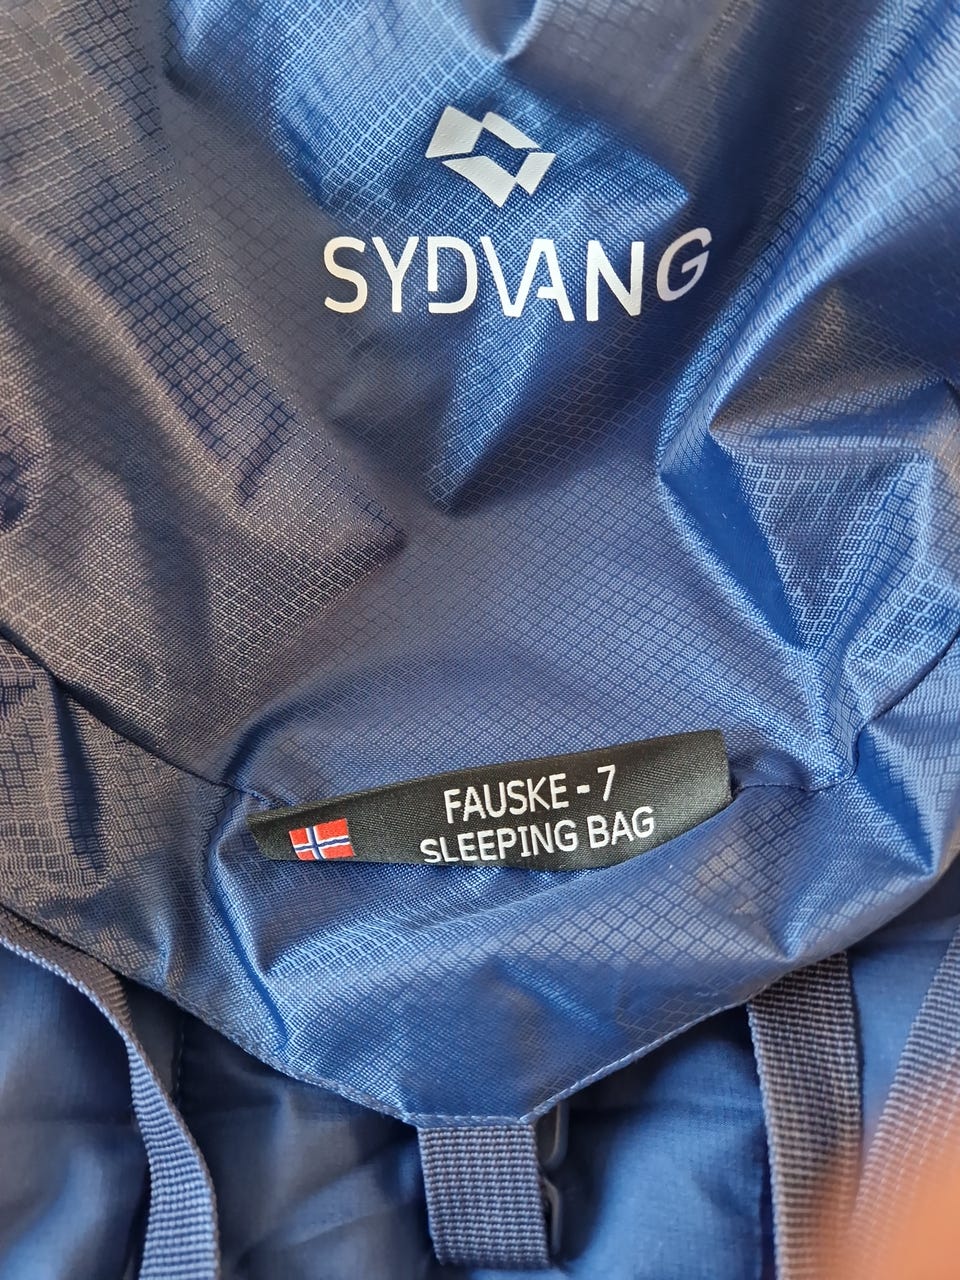 SYDVANG
FAUSKE - 7
SLEEPING BAG